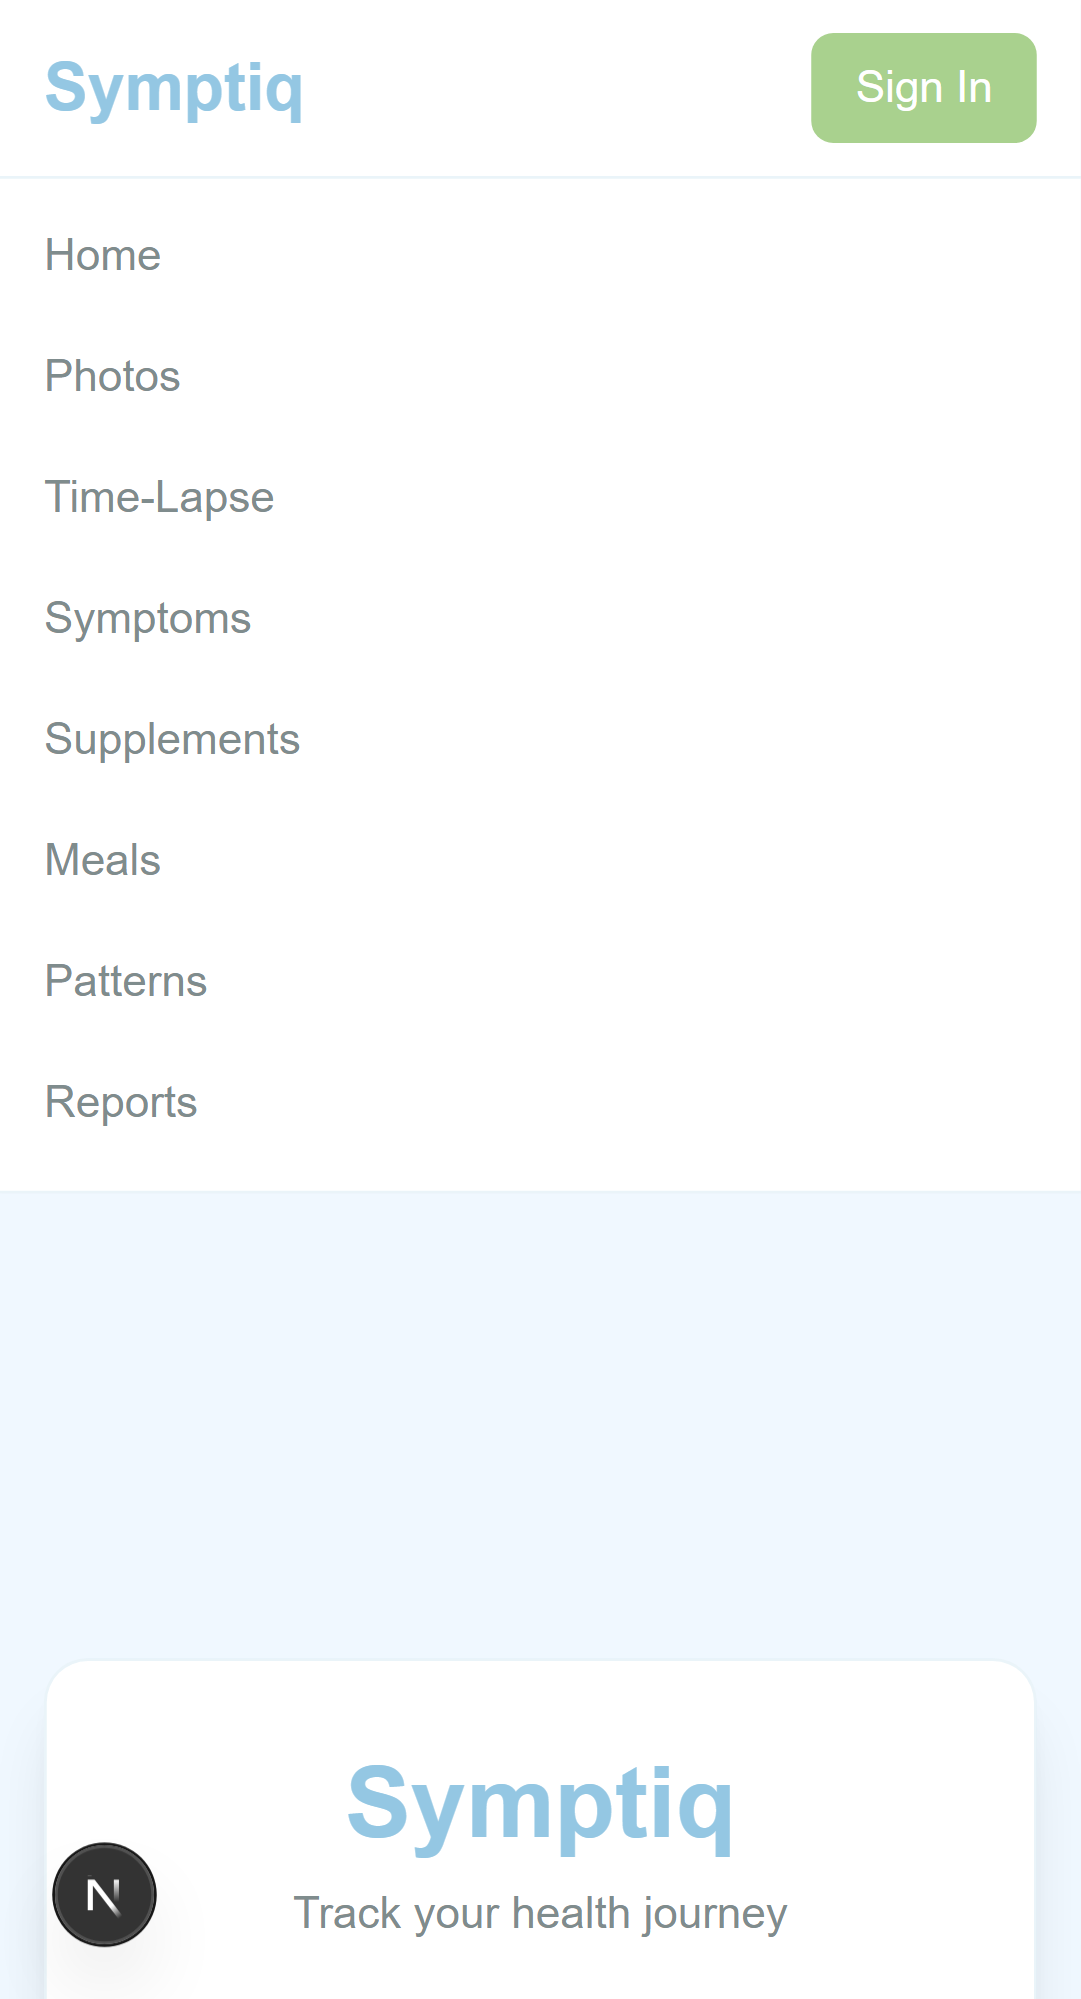 Symptiq
Sign In
Home
Photos
Time-Lapse
Symptoms
Supplements
Meals
Patterns
Reports
Symptiq
Track your health journey
N